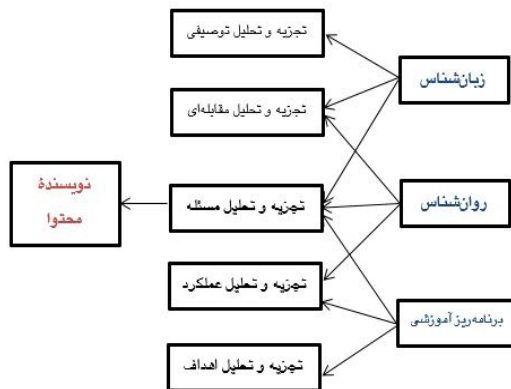 تجزیه و تحلیل توصیفی
زبان‌شناس
تجزیه و تحلیل مقابله‌ای
نویسندهٔ
محتوا
تجزیه و تحلیل مسئله
روان‌شناس
تجزیه و تحلیل عملکرد
برنامه‌ریز آموزشی
تجزیه و تحلیل اهداف